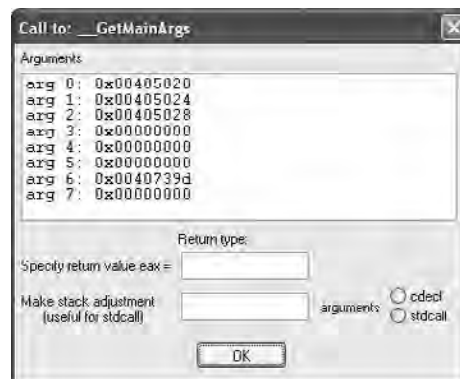 Call to: __GetMainArgs
Arguments
arg 0: 0x00405020
arg 1: 0x00405024
arg 2: 0x00405028
arg 3: 0x00000000
arg 4: 0x00000000
arg 5: 0x00000000
arg 6: 0x0040739d
arg 7: 0x00000000
Return type:
Specify return value eax =
Make stack adjustment
(useful for stdcall)
arguments
cdecl
stdcall
OK